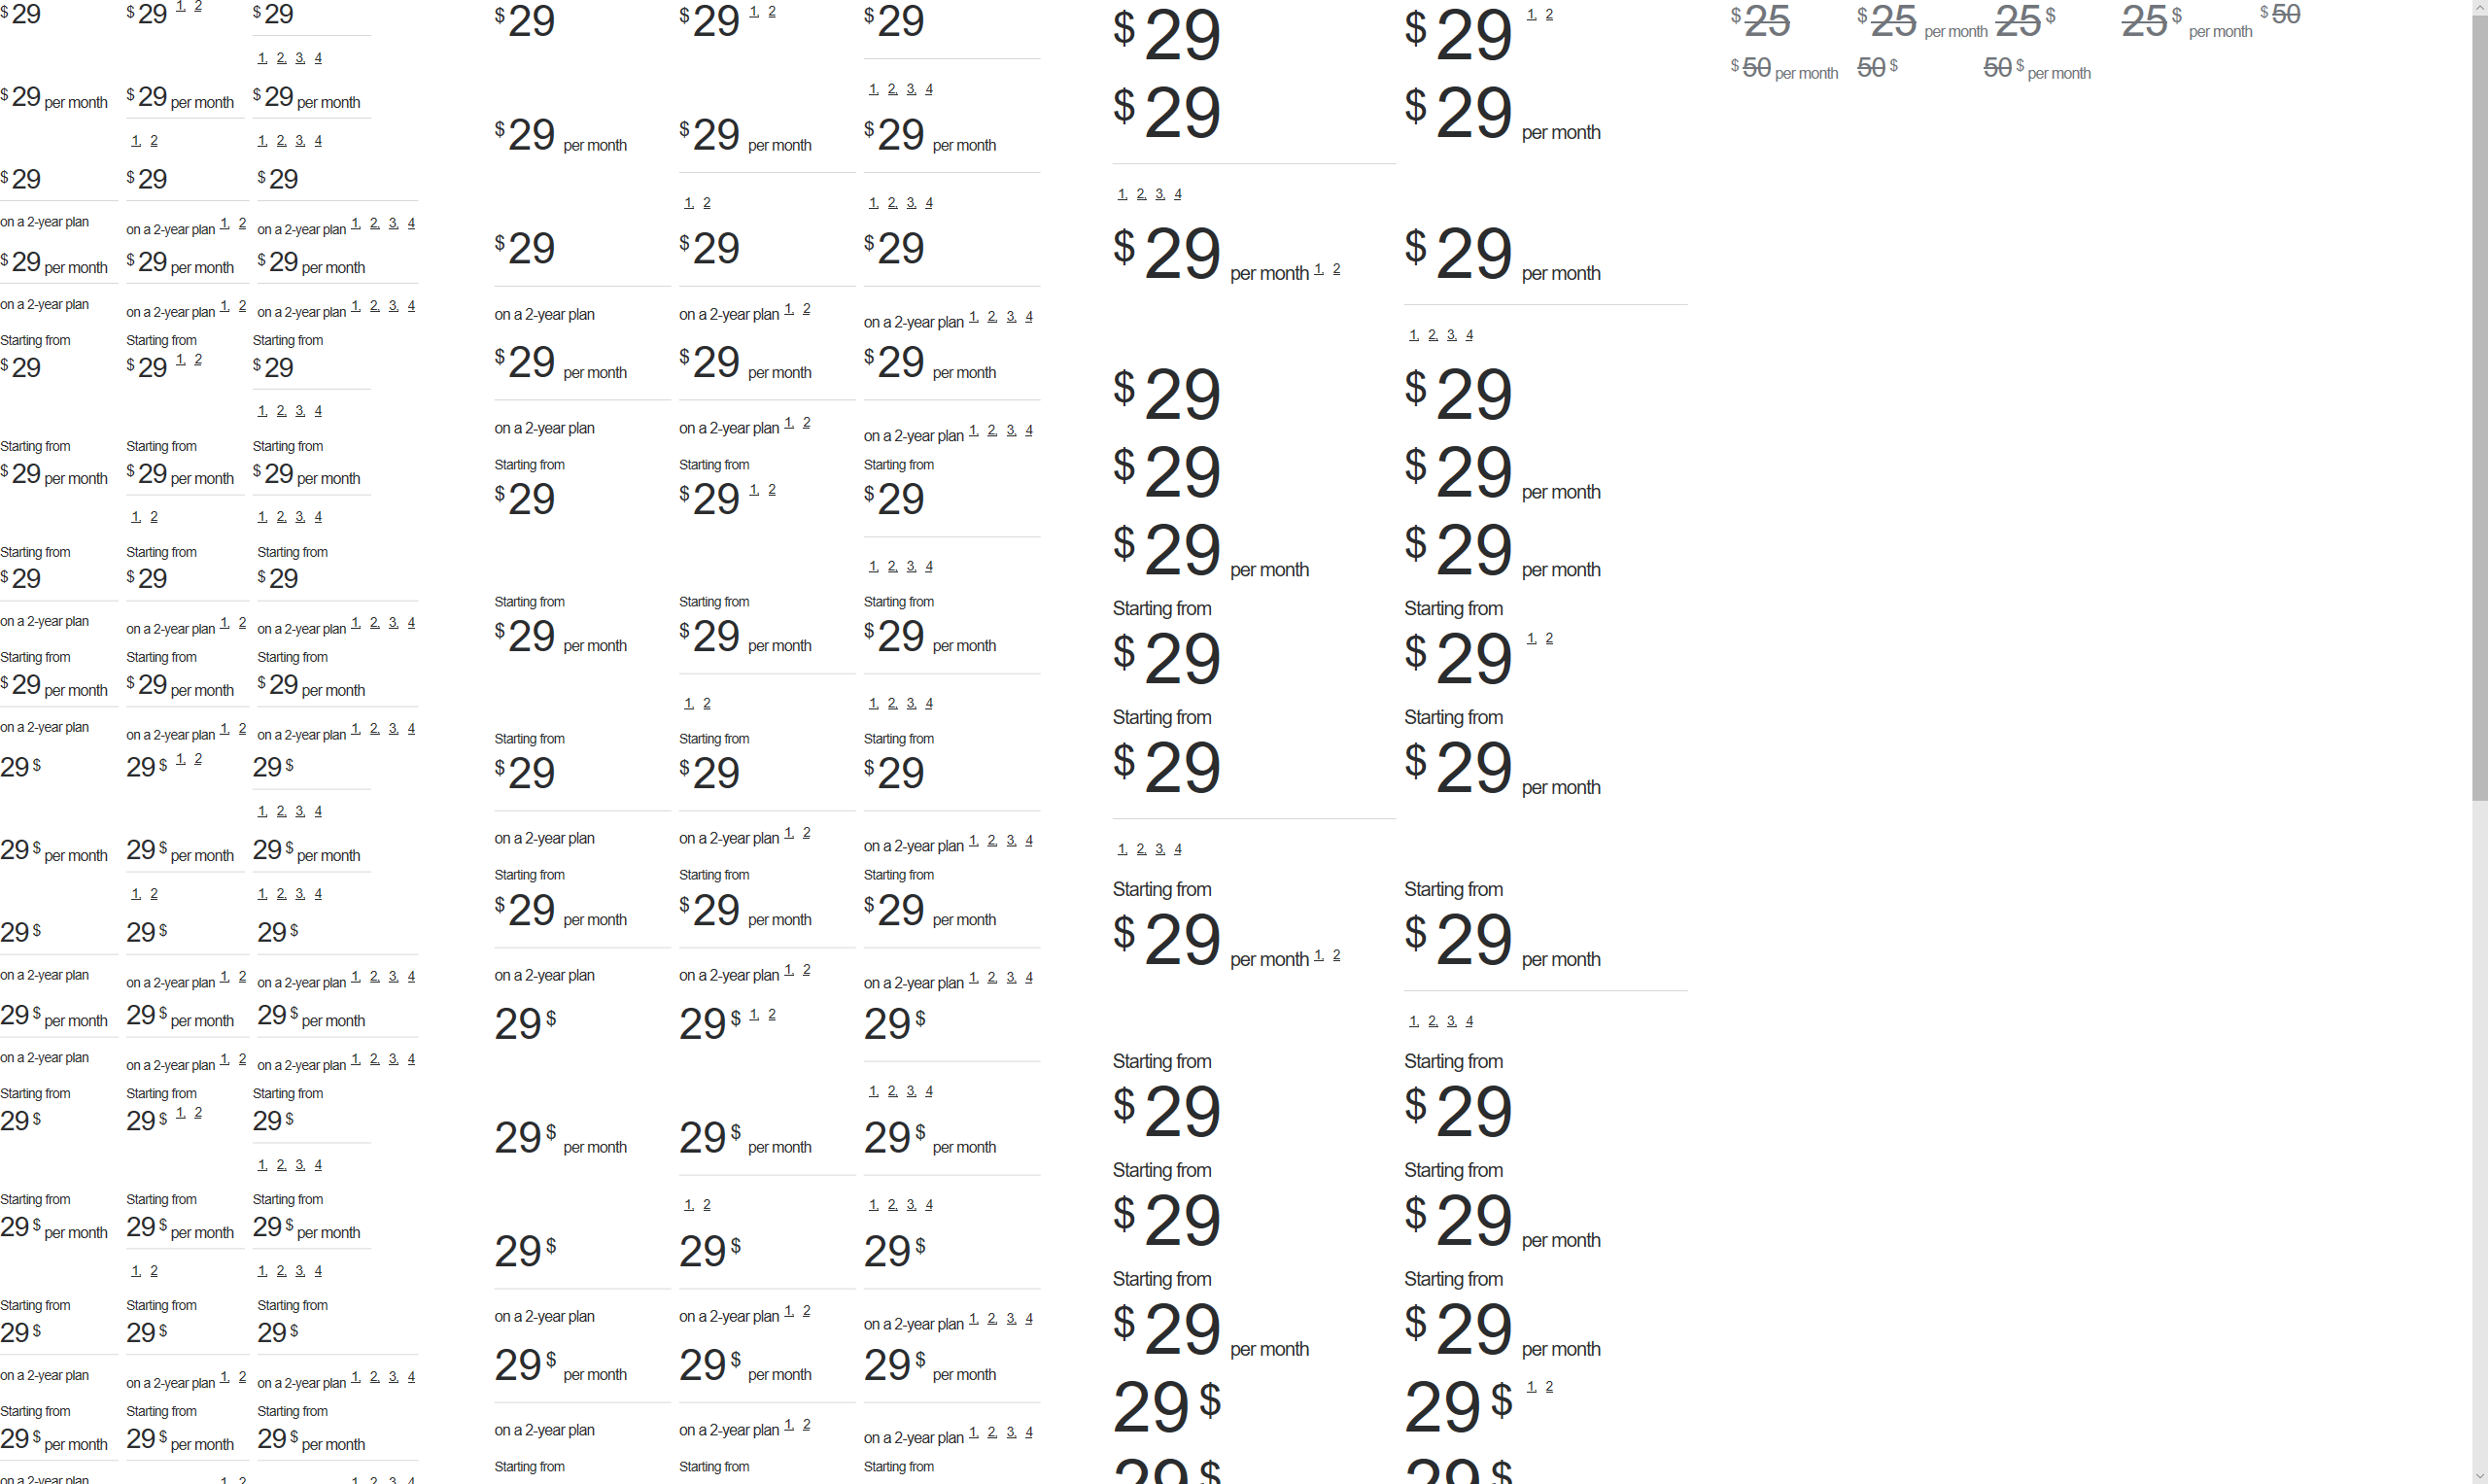 $ 29 $ 29 1, 2 $ 29
1, 2, 3, 4
$ 29 per month $ 29 per month $ 29 per month
1, 2 1, 2, 3, 4
$ 29 $ 29 $ 29
on a 2-year plan on a 2-year plan 1, 2 on a 2-year plan 1, 2, 3, 4
$ 29 per month $ 29 per month $ 29 per month
on a 2-year plan on a 2-year plan 1, 2 on a 2-year plan 1, 2, 3, 4
Starting from Starting from Starting from
$ 29 $ 29 1, 2 $ 29
1, 2, 3, 4
Starting from Starting from Starting from
$ 29 per month $ 29 per month $ 29 per month
1, 2 1, 2, 3, 4
Starting from Starting from Starting from
$ 29 $ 29 $ 29
on a 2-year plan on a 2-year plan 1, 2 on a 2-year plan 1, 2, 3, 4
Starting from Starting from Starting from
$ 29 per month $ 29 per month $ 29 per month
on a 2-year plan on a 2-year plan 1, 2 on a 2-year plan 1, 2, 3, 4
29 $ 29 $ 1, 2 29 $
1, 2, 3, 4
29 $ per month 29 $ per month 29 $ per month
1, 2 1, 2, 3, 4
29 $ 29 $ 29 $
on a 2-year plan on a 2-year plan 1, 2 on a 2-year plan 1, 2, 3, 4
29 $ per month 29 $ per month 29 $ per month
on a 2-year plan on a 2-year plan 1, 2 on a 2-year plan 1, 2, 3, 4
Starting from Starting from Starting from
29 $ 29 $ 1, 2 29 $
1, 2, 3, 4
Starting from Starting from Starting from
29 $ per month 29 $ per month 29 $ per month
1, 2 1, 2, 3, 4
Starting from Starting from Starting from
29 $ 29 $ 29 $
on a 2-year plan on a 2-year plan 1, 2 on a 2-year plan 1, 2, 3, 4
Starting from Starting from Starting from
29 $ per month 29 $ per month 29 $ per month
on a 2-year plan 1, 2 1, 2, 3, 4
$ 29 $ 29 1, 2 $ 29
1, 2, 3, 4
$ 29 per month $ 29 per month $ 29 per month
1, 2 1, 2, 3, 4
$ 29 $ 29 $ 29
on a 2-year plan on a 2-year plan 1, 2 on a 2-year plan 1, 2, 3, 4
$ 29 per month $ 29 per month $ 29 per month
on a 2-year plan on a 2-year plan 1, 2 on a 2-year plan 1, 2, 3, 4
Starting from Starting from Starting from
$ 29 $ 29 1, 2 $ 29
1, 2, 3, 4
Starting from Starting from Starting from
$ 29 per month $ 29 per month $ 29 per month
1, 2 1, 2, 3, 4
Starting from Starting from Starting from
$ 29 $ 29 $ 29
on a 2-year plan on a 2-year plan 1, 2 on a 2-year plan 1, 2, 3, 4
Starting from Starting from Starting from
$ 29 per month $ 29 per month $ 29 per month
on a 2-year plan on a 2-year plan 1, 2 on a 2-year plan 1, 2, 3, 4
29 $ 29 $ 1, 2 29 $
1, 2, 3, 4
29 $ per month 29 $ per month 29 $ per month
1, 2 1, 2, 3, 4
29 $ 29 $ 29 $
on a 2-year plan on a 2-year plan 1, 2 on a 2-year plan 1, 2, 3, 4
29 $ per month 29 $ per month 29 $ per month
on a 2-year plan on a 2-year plan 1, 2 on a 2-year plan 1, 2, 3, 4
Starting from Starting from Starting from
$ 29 $ 29 1, 2
$ 29 $ 29 per month
1, 2, 3, 4
$ 29 per month 1, 2 $ 29 per month
1, 2, 3, 4
$ 29 $ 29
$ 29 $ 29 per month
$ 29 per month $ 29 per month
Starting from Starting from
$ 29 $ 29 1, 2
Starting from Starting from
$ 29 $ 29 per month
1, 2, 3, 4
Starting from Starting from
$ 29 per month 1, 2 $ 29 per month
1, 2, 3, 4
Starting from Starting from
$ 29 $ 29
Starting from Starting from
$ 29 $ 29 per month
Starting from Starting from
$ 29 per month $ 29 per month
29 $ 29 $ 1, 2
29 $ 29 $
$ 25 $ 25 per month 25 $ 25 $ per month $ 50
$ 50 per month 50 $ 50 $ per month